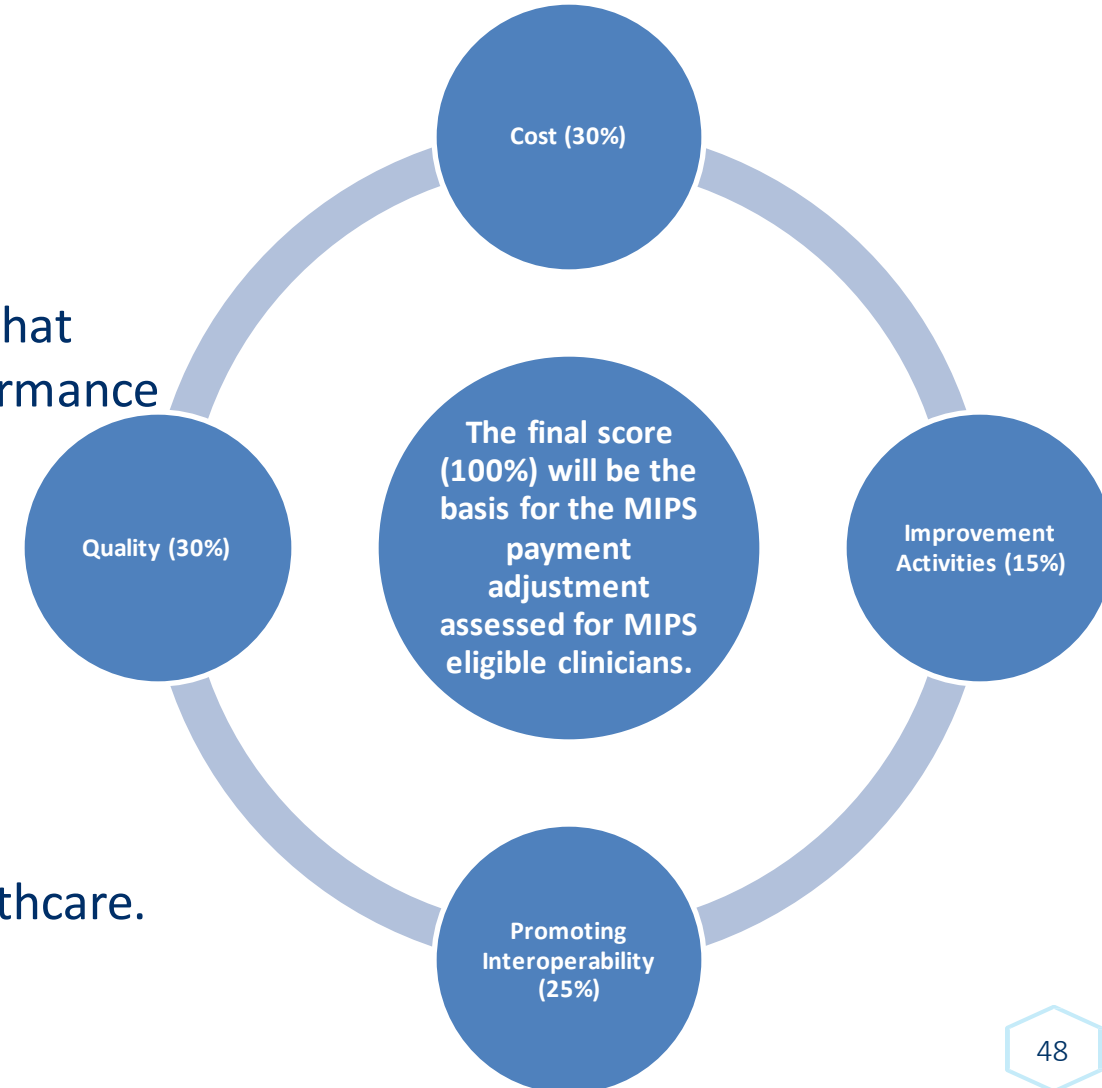 Cost (30%)
hat
rmance
The final score
(100%) will be the
basis for the MIPS
payment
adjustment
assessed for MIPS
eligible clinicians.
Quality (30%)
Improvement
Activities (15%)
thcare.
Promoting
Interoperability
(25%)
48